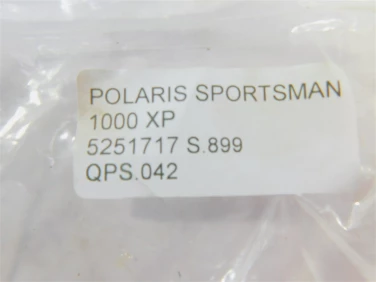 POLARIS SPORTSMAN
1000 XP
5251717 S.899
QPS.042